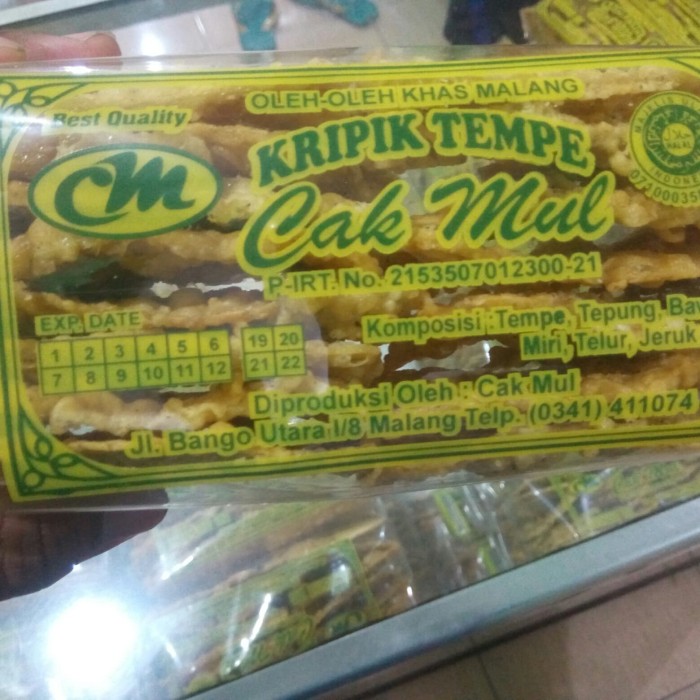 OLEH-OLEH KHAS MALANG
Best Quality
KRIPIK TEMPE
CM
Cak Mul
P-IRT. No. 2153507012300-21
EXP. DATE
1 2 3 4 5 6 19 20
7 8 9 10 11 12 21 22
Komposisi : Tempe, Tepung,
Miri, Telur, Jeruk
Diproduksi Oleh : Cak Mul
Jl. Bango Utara I/8 Malang Telp. (0341) 411074